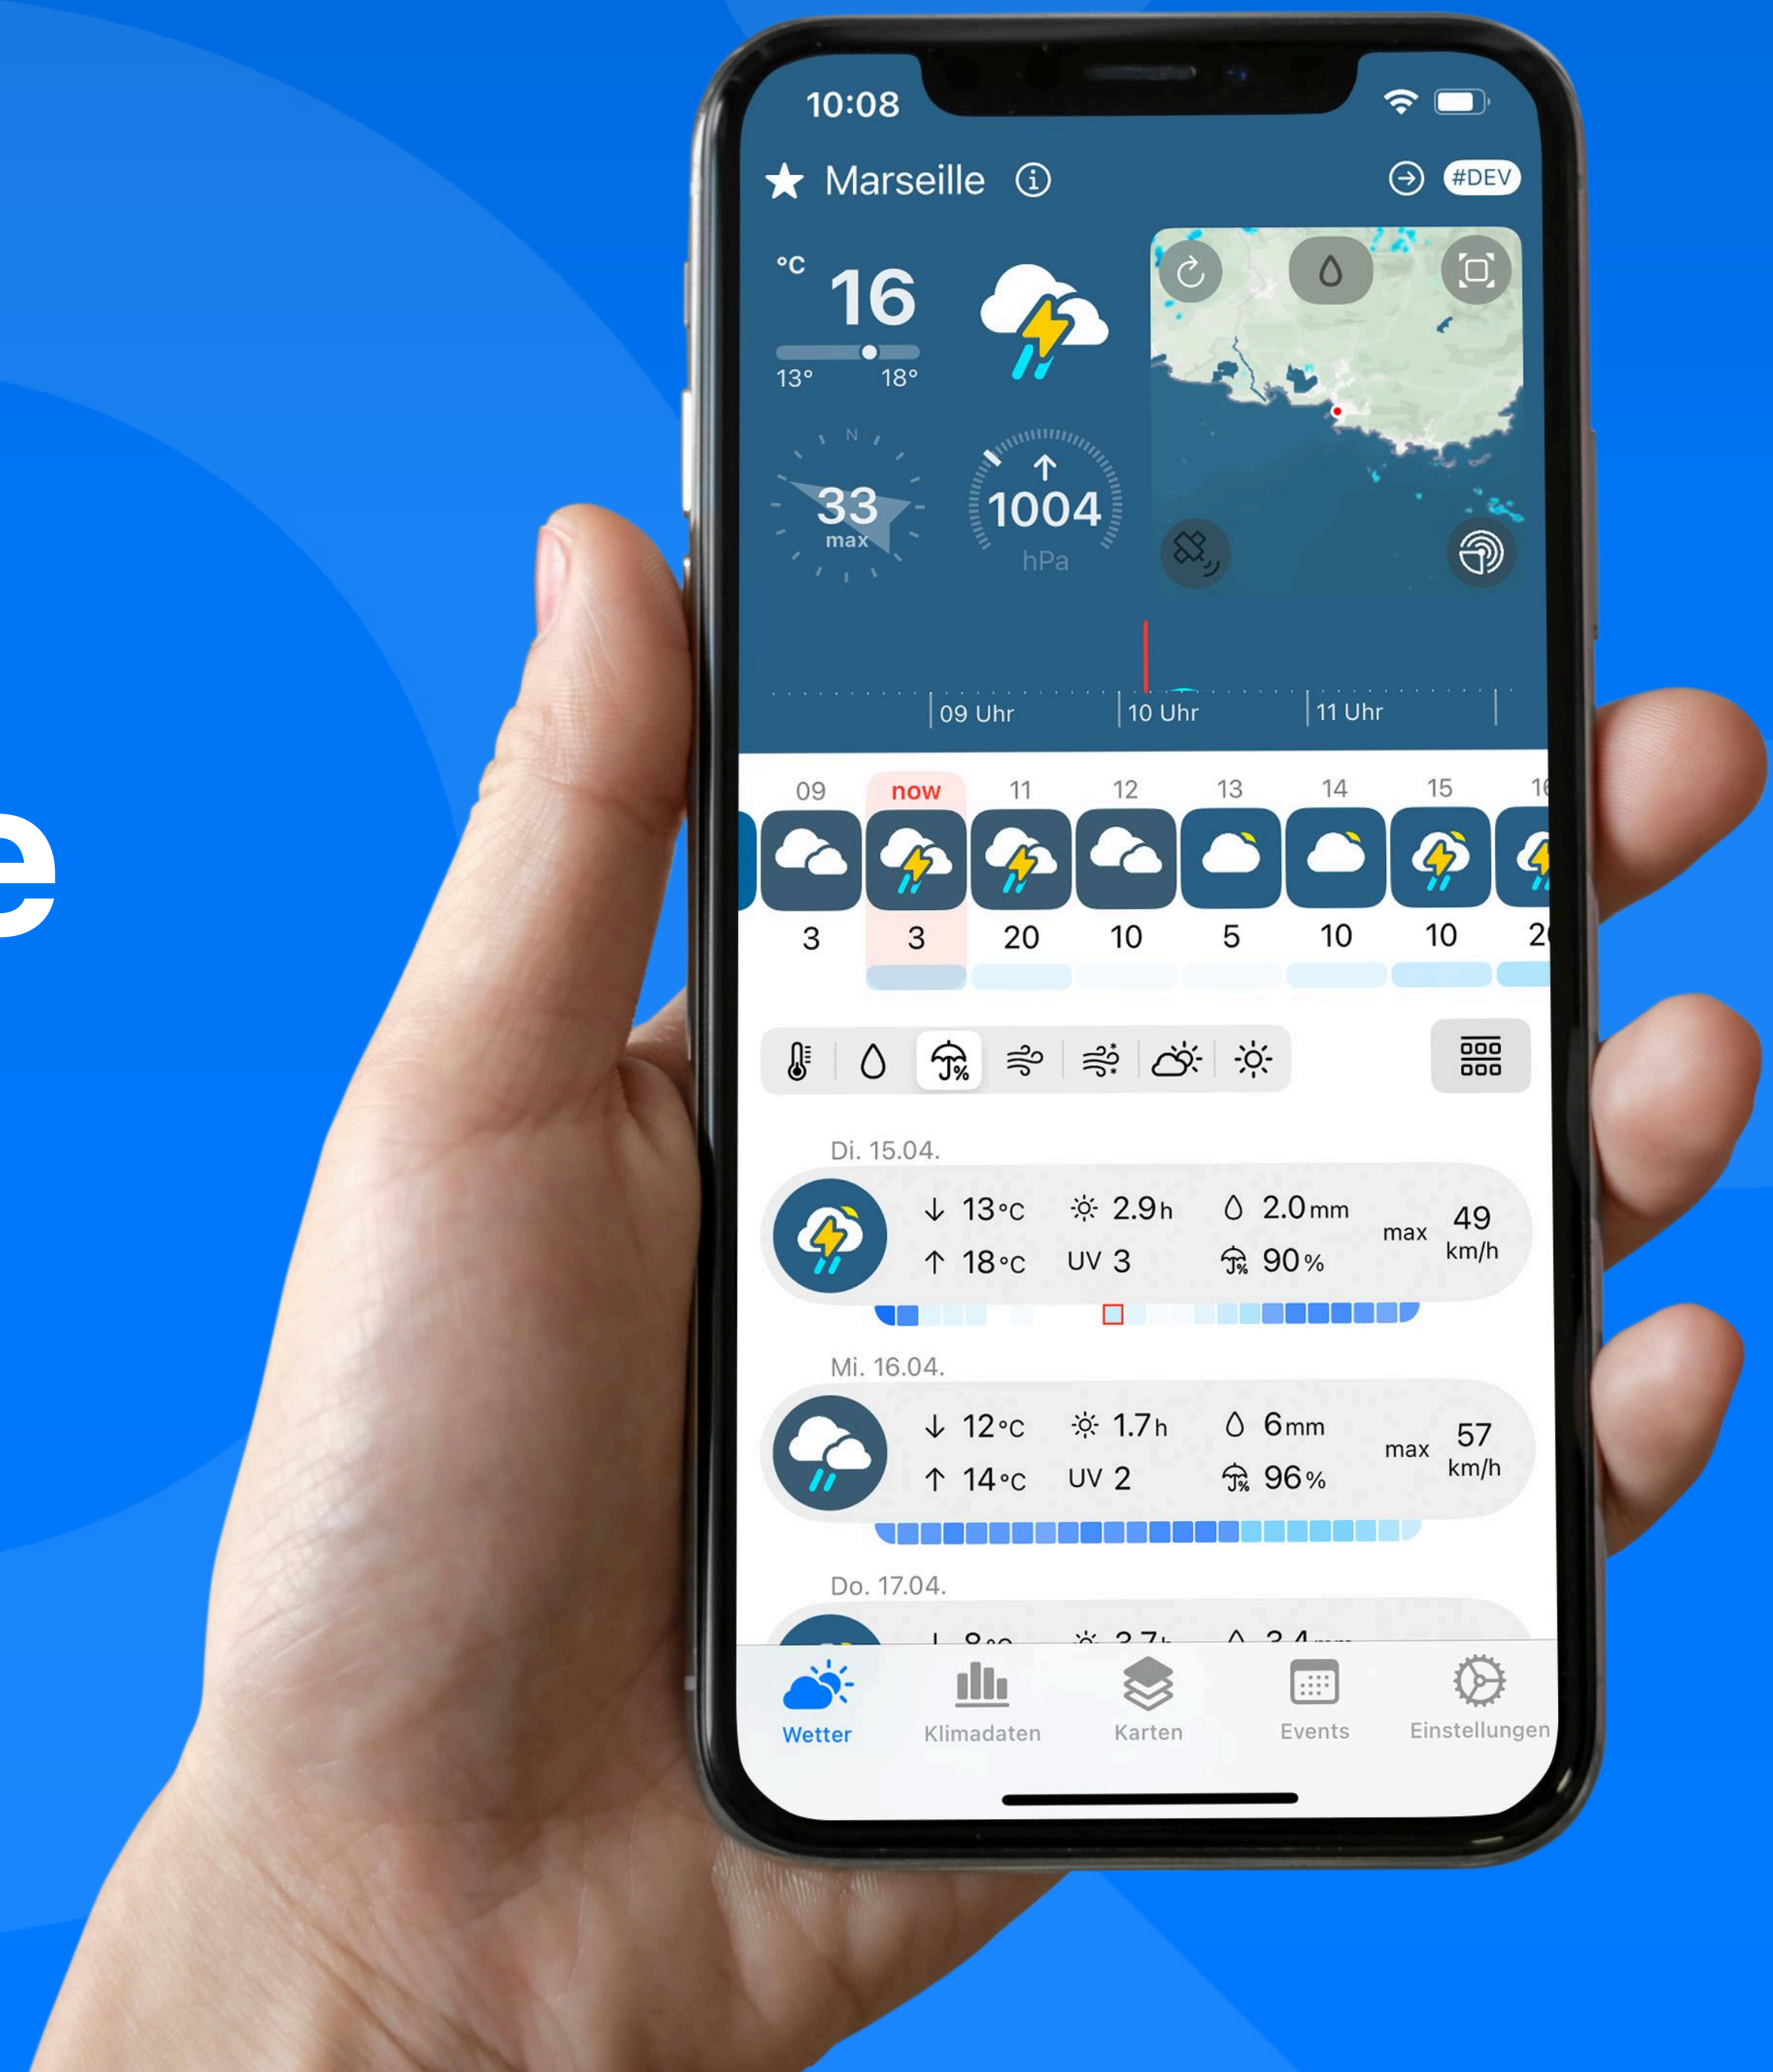 10:08
Marseille
#DEV
°C 16
13° 18°
N
33
max
1004
hPa
09 Uhr 10 Uhr 11 Uhr
09 now 11 12 13 14 15
3 3 20 10 5 10 10
e
%
Di. 15.04.
↓ 13°C 2.9h 2.0mm max 49 km/h
↑ 18°C UV 3 % 90%
Mi. 16.04.
↓ 12°C 1.7h 6mm max 57 km/h
↑ 14°C UV 2 % 96%
Do. 17.04.
Wetter Klimadaten Karten Events Einstellungen